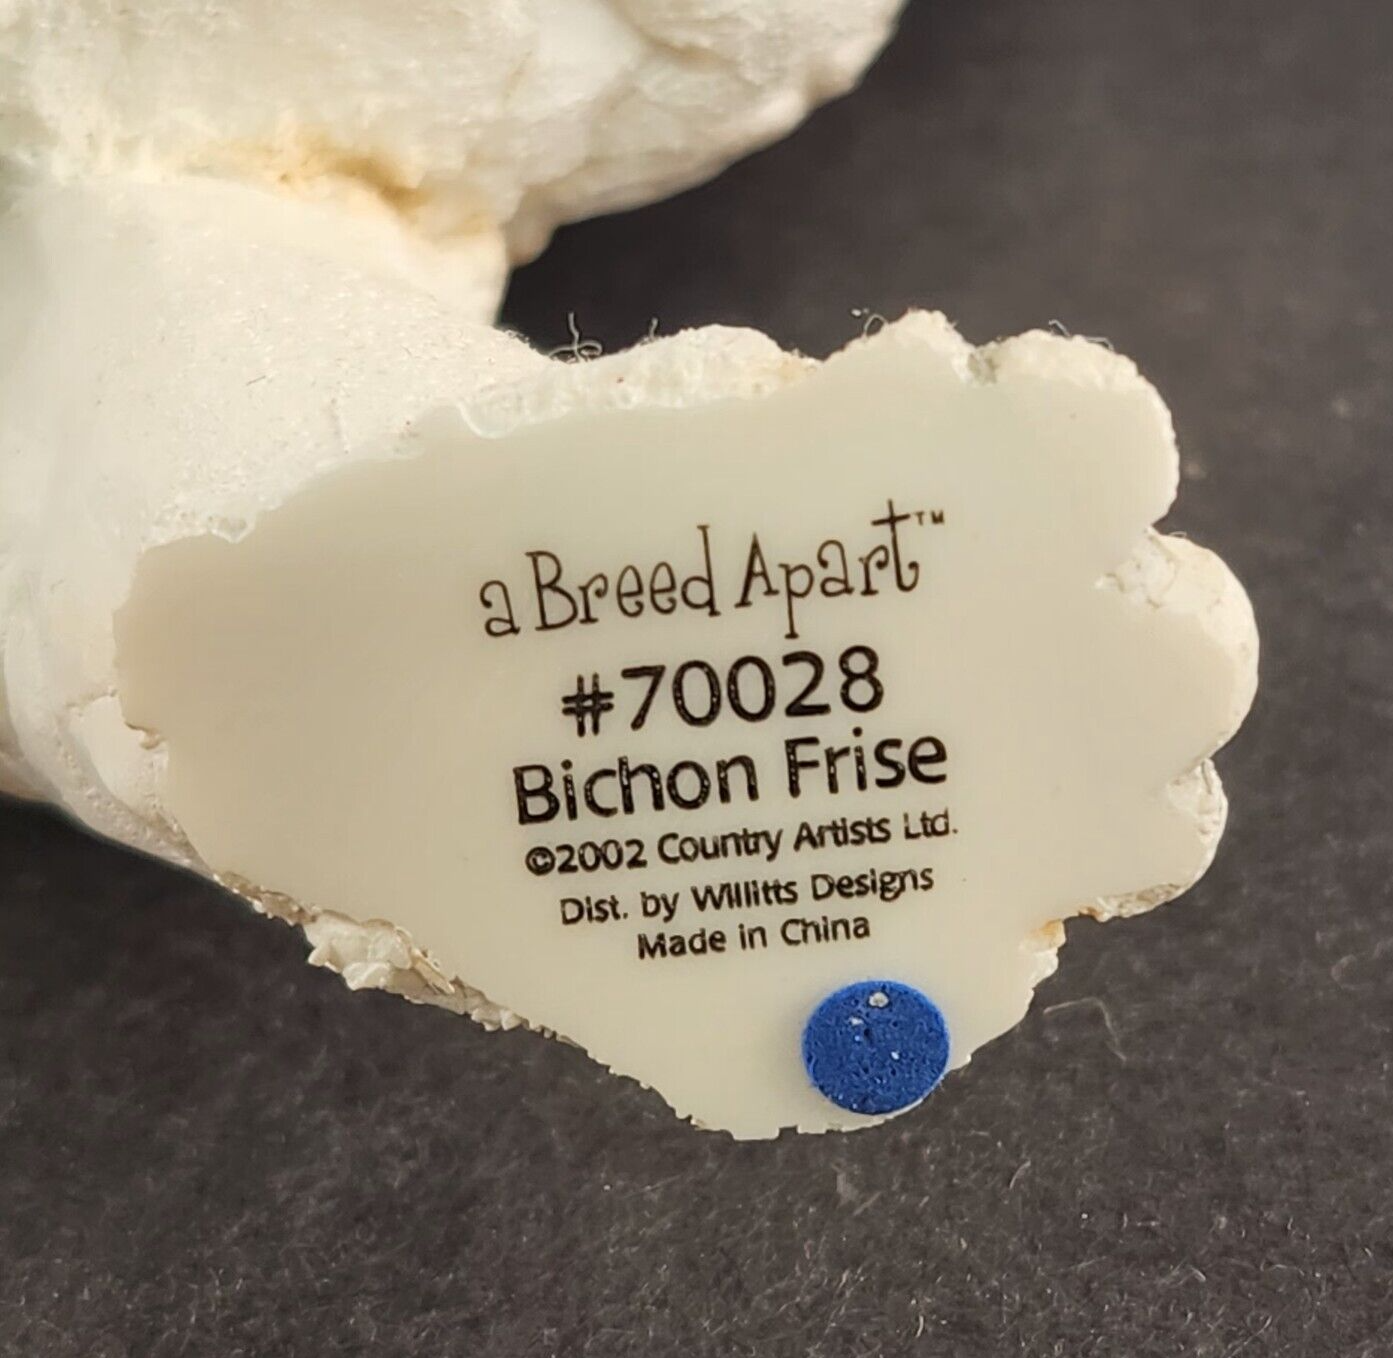 a Breed Apart™
#70028
Bichon Frise
©2002 Country Artists Ltd.
Dist. by Willitts Designs
Made in China